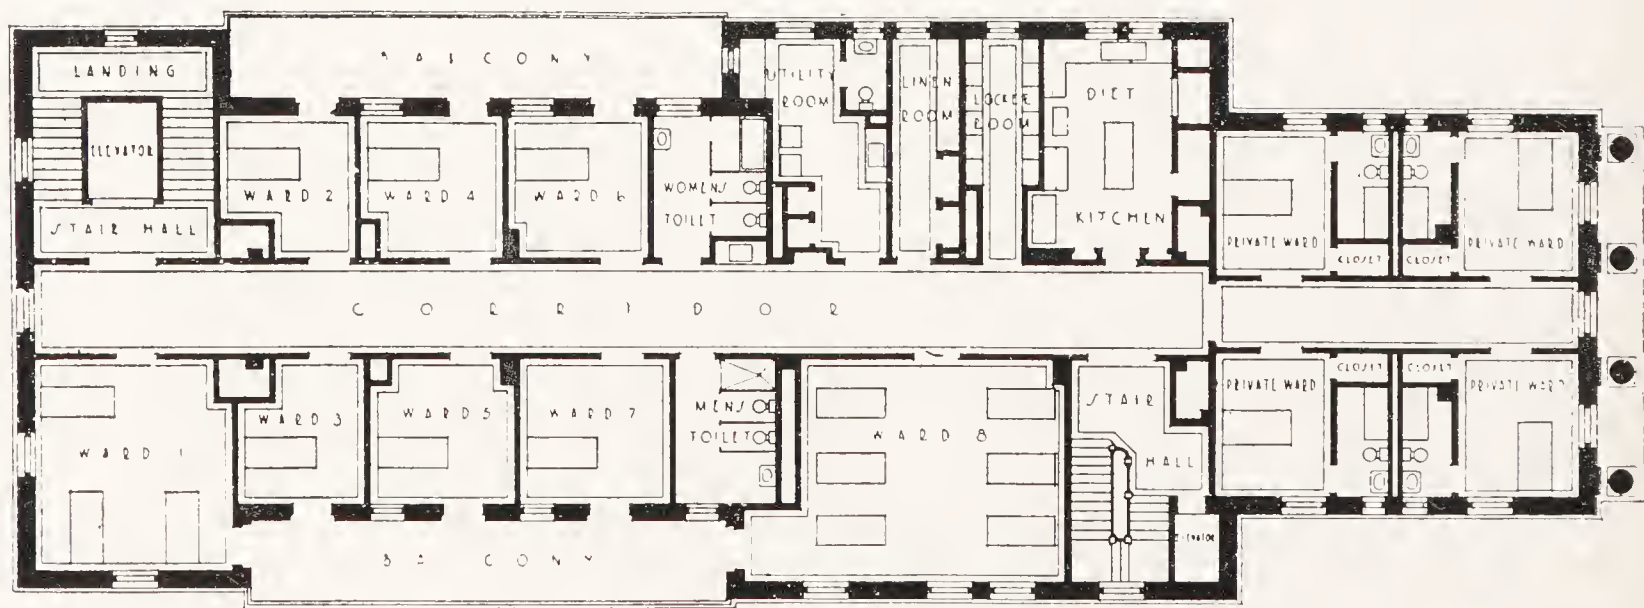 LANDING
BALCONY
ELEVATOR
UTILITY
ROOM
LINEN
ROOM
LOCKER
ROOM
DIET
KITCHEN
WARD 2
WARD 4
WARD 6
WOMENS
TOILET
STAIR HALL
PRIVATE WARD
CLOSET
CLOSET
PRIVATE WARD
CORRIDOR
WARD 1
WARD 3
WARD 5
WARD 7
MENS
TOILET
WARD 8
STAIR
HALL
PRIVATE WARD
CLOSET
CLOSET
PRIVATE WARD
BALCONY
ELEVATOR